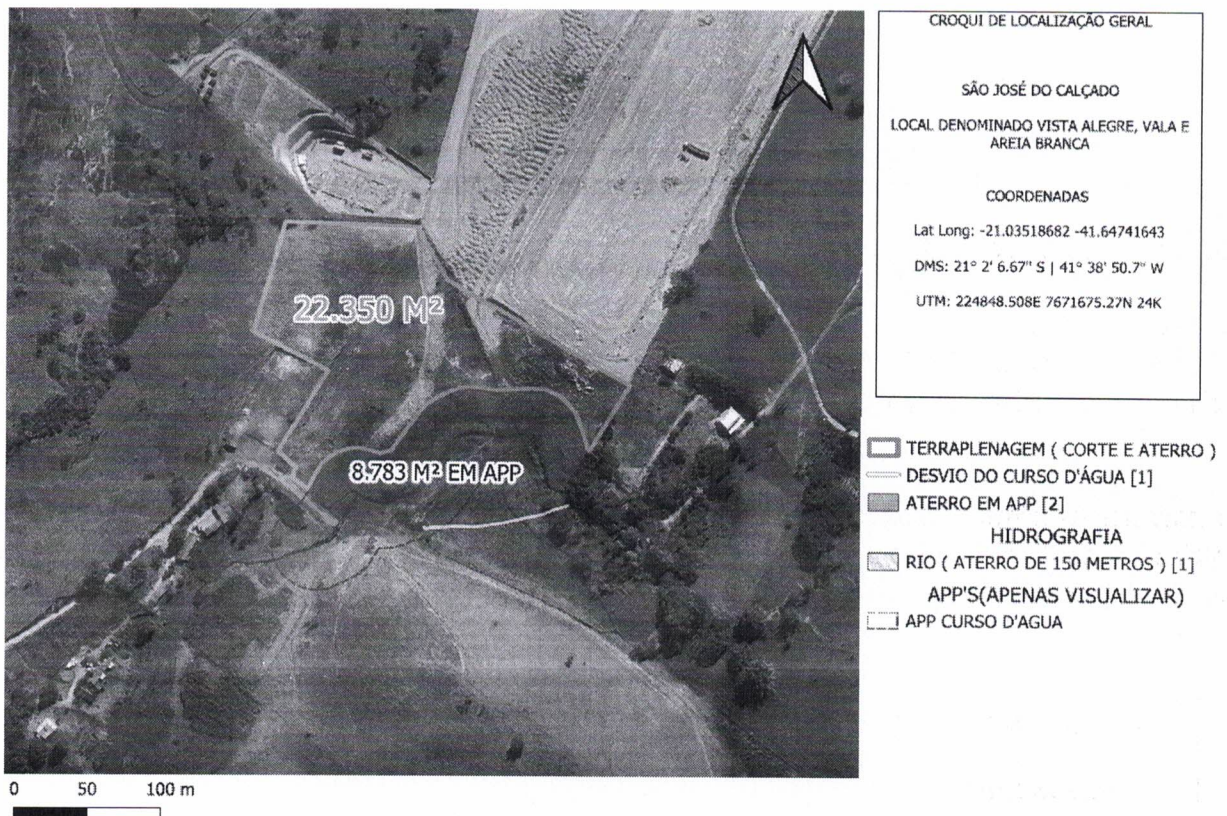 CROQUI DE LOCALIZAÇÃO GERAL
SÃO JOSÉ DO CALÇADO
LOCAL DENOMINADO VISTA ALEGRE, VALA E
AREIA BRANCA
COORDENADAS
Lat Long: -21.03518682 -41.64741643
DMS: 21° 2' 6.67" S | 41° 38' 50.7" W
UTM: 224848.508E 7671675.27N 24K
22.350 M²
8.783 M² EM APP
TERRAPLENAGEM ( CORTE E ATERRO )
DESVIO DO CURSO D'ÁGUA [1]
ATERRO EM APP [2]
HIDROGRAFIA
RIO ( ATERRO DE 150 METROS ) [1]
APP'S(APENAS VISUALIZAR)
APP CURSO D'AGUA
0 50 100 m